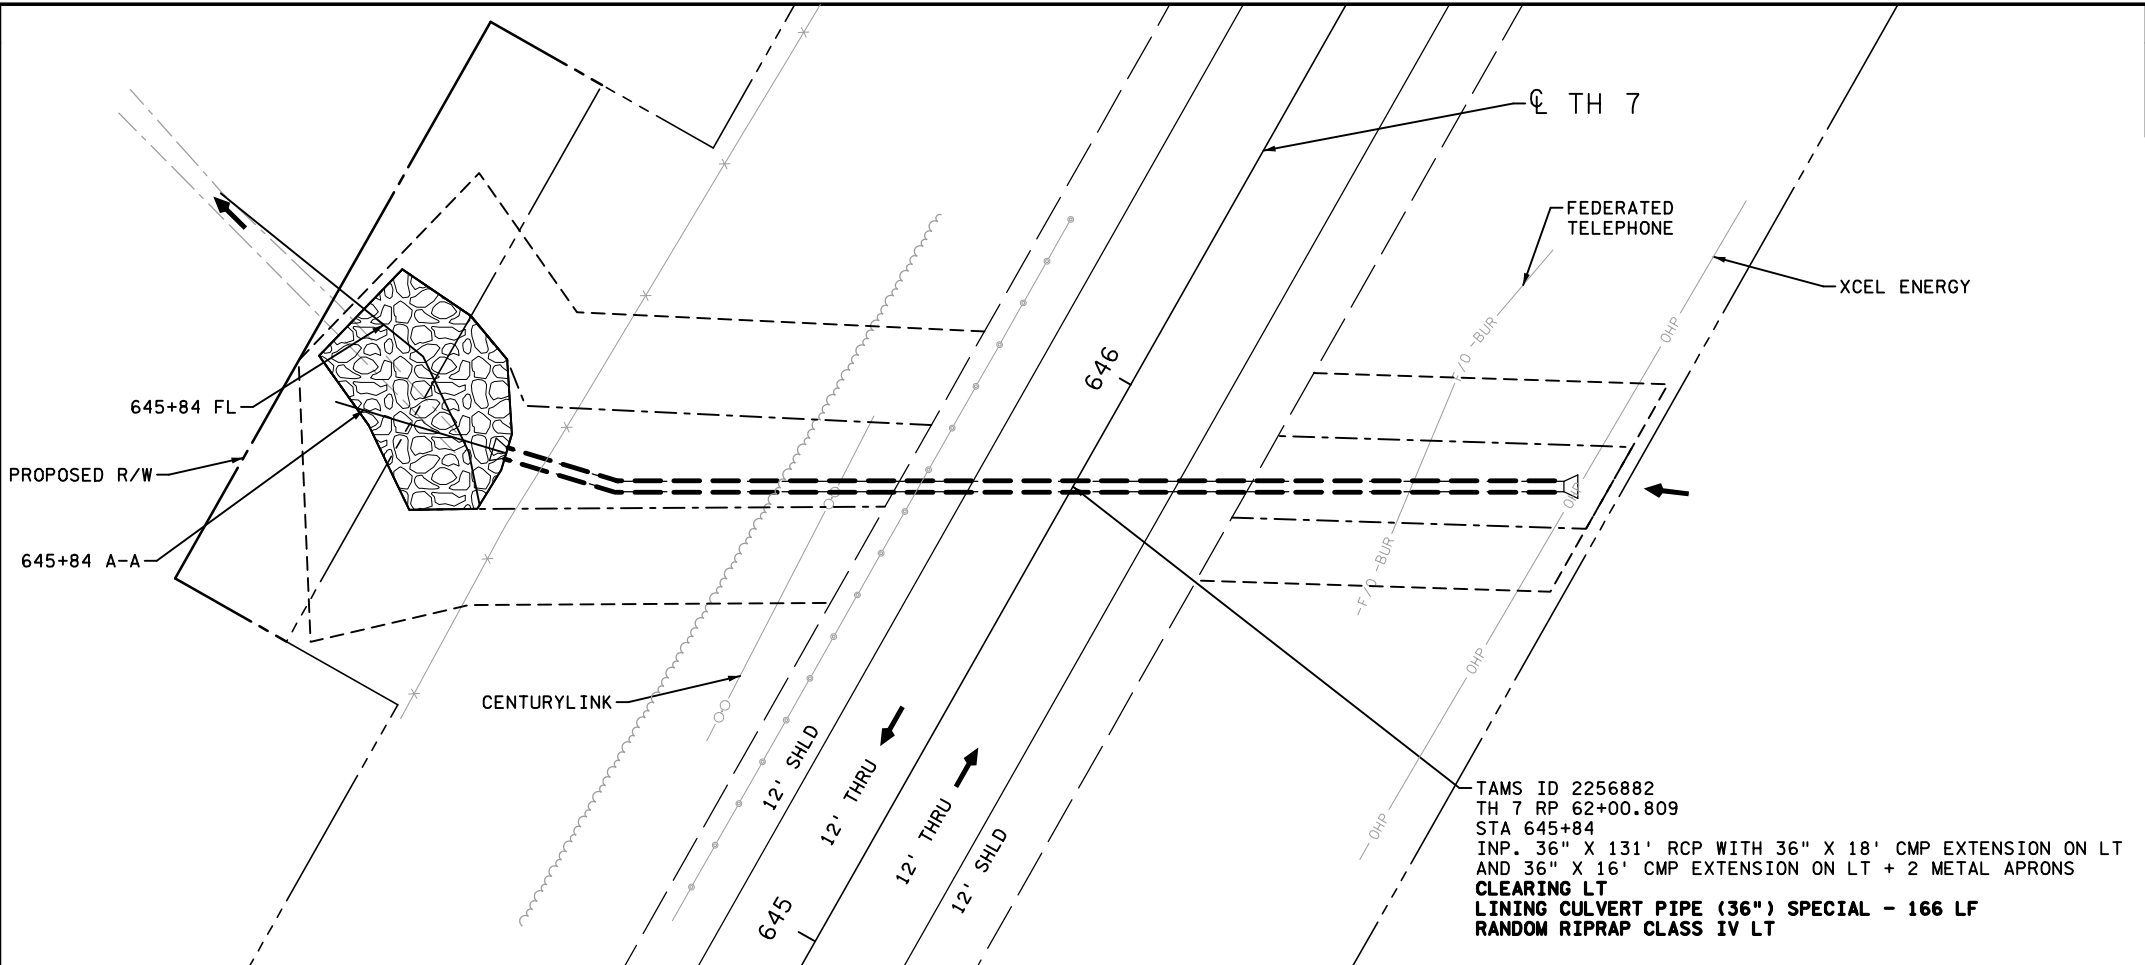 ℄ TH 7
FEDERATED
TELEPHONE
XCEL ENERGY
OHP
F/O -BUR
646
645+84 FL
PROPOSED R/W
OHP
645+84 A-A
-F/O -BUR
OHP
CENTURYLINK
12' SHLD
12' THRU
12' THRU
12' SHLD
645
OHP
TAMS ID 2256882
TH 7 RP 62+00.809
STA 645+84
INP. 36" X 131' RCP WITH 36" X 18' CMP EXTENSION ON LT
AND 36" X 16' CMP EXTENSION ON LT + 2 METAL APRONS
CLEARING LT
LINING CULVERT PIPE (36") SPECIAL - 166 LF
RANDOM RIPRAP CLASS IV LT